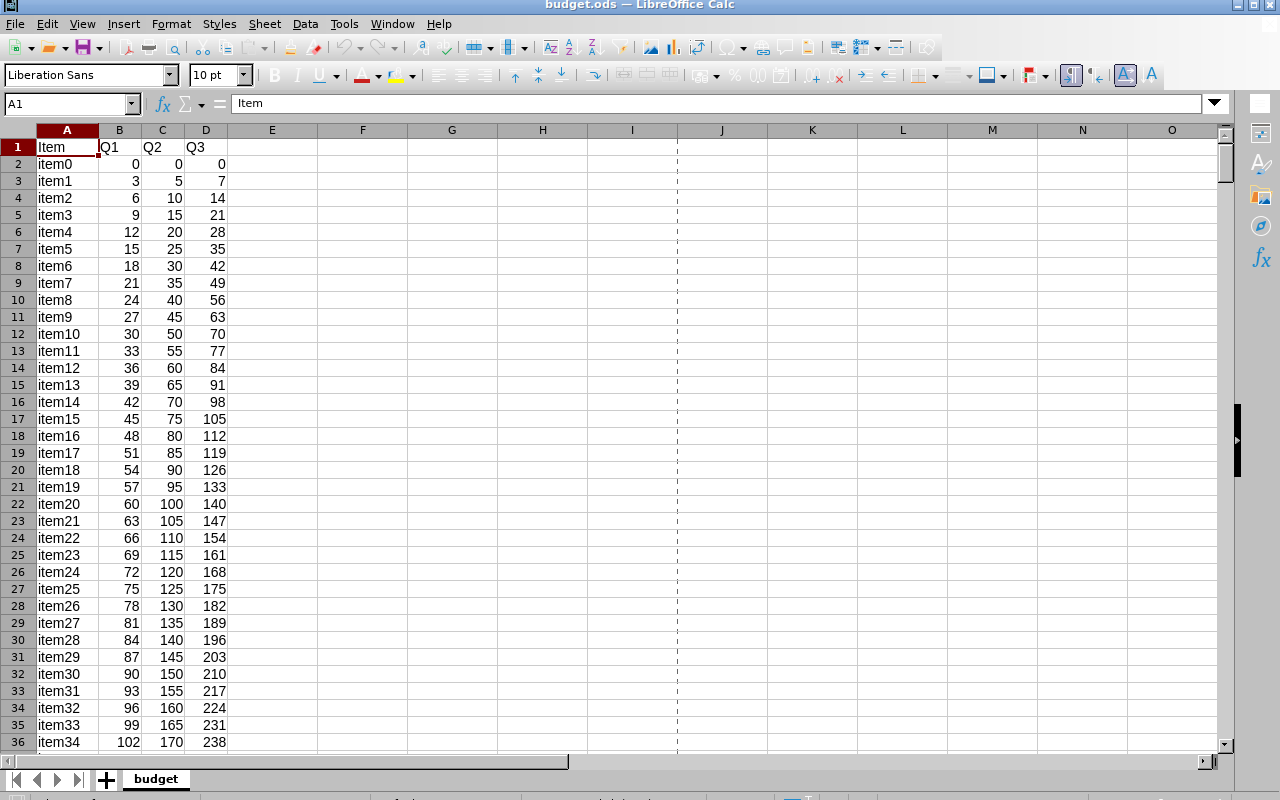 budget.ods — LibreOffice Calc
File Edit View Insert Format Styles Sheet Data Tools Window Help
Liberation Sans 10 pt
A1 Item
A B C D E F G H I J K L M N O
1 Item Q1 Q2 Q3
2 item0 0 0 0
3 item1 3 5 7
4 item2 6 10 14
5 item3 9 15 21
6 item4 12 20 28
7 item5 15 25 35
8 item6 18 30 42
9 item7 21 35 49
10 item8 24 40 56
11 item9 27 45 63
12 item10 30 50 70
13 item11 33 55 77
14 item12 36 60 84
15 item13 39 65 91
16 item14 42 70 98
17 item15 45 75 105
18 item16 48 80 112
19 item17 51 85 119
20 item18 54 90 126
21 item19 57 95 133
22 item20 60 100 140
23 item21 63 105 147
24 item22 66 110 154
25 item23 69 115 161
26 item24 72 120 168
27 item25 75 125 175
28 item26 78 130 182
29 item27 81 135 189
30 item28 84 140 196
31 item29 87 145 203
32 item30 90 150 210
33 item31 93 155 217
34 item32 96 160 224
35 item33 99 165 231
36 item34 102 170 238
budget